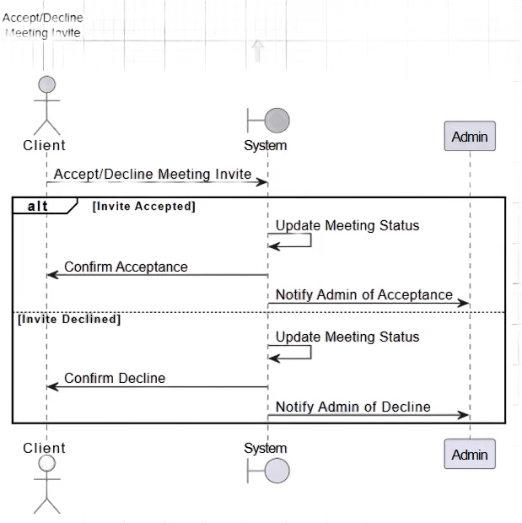 Accept/Decline
Meeting Invite
Client
System
Admin
Accept/Decline Meeting Invite
alt
[Invite Accepted]
Update Meeting Status
Confirm Acceptance
Notify Admin of Acceptance
[Invite Declined]
Update Meeting Status
Confirm Decline
Notify Admin of Decline
Client
System
Admin